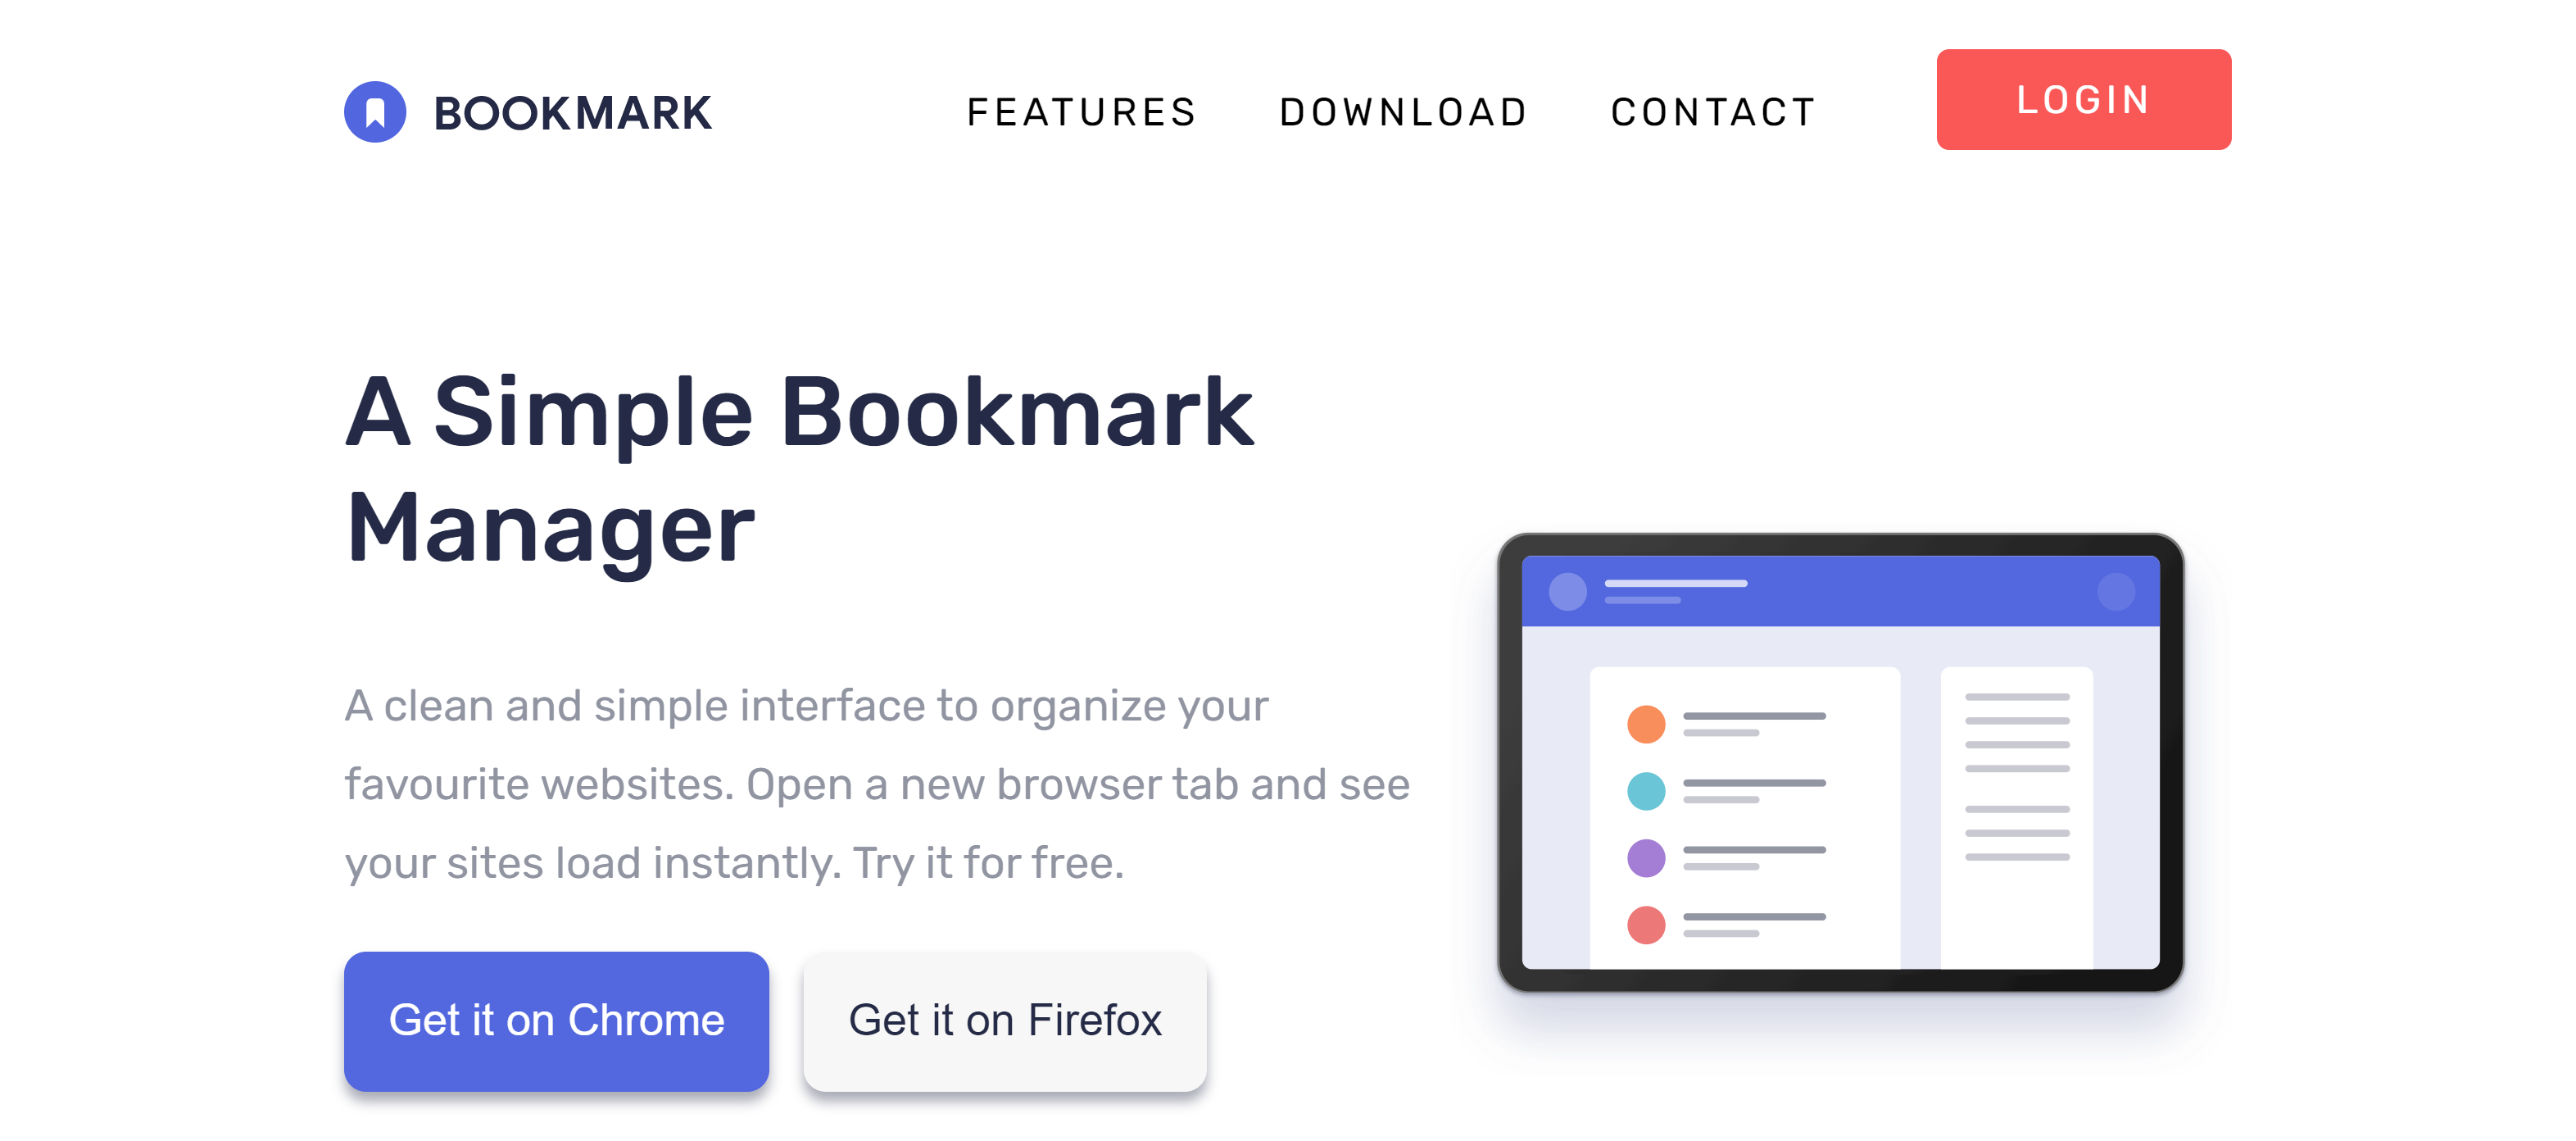 BOOKMARK FEATURES DOWNLOAD CONTACT LOGIN
A Simple Bookmark
Manager
A clean and simple interface to organize your
favourite websites. Open a new browser tab and see
your sites load instantly. Try it for free.
Get it on Chrome Get it on Firefox